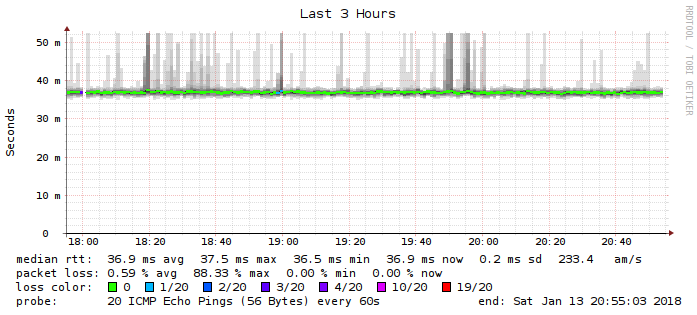 Last 3 Hours
RRDTOOL / TOBI OETIKER
Seconds
50 m
40 m
30 m
20 m
10 m
0
18:00 18:20 18:40 19:00 19:20 19:40 20:00 20:20 20:40
median rtt: 36.9 ms avg 37.5 ms max 36.5 ms min 36.9 ms now 0.2 ms sd 233.4 am/s
packet loss: 0.59 % avg 88.33 % max 0.00 % min 0.00 % now
loss color: 0 1/20 2/20 3/20 4/20 10/20 19/20
probe: 20 ICMP Echo Pings (56 Bytes) every 60s end: Sat Jan 13 20:55:03 2018